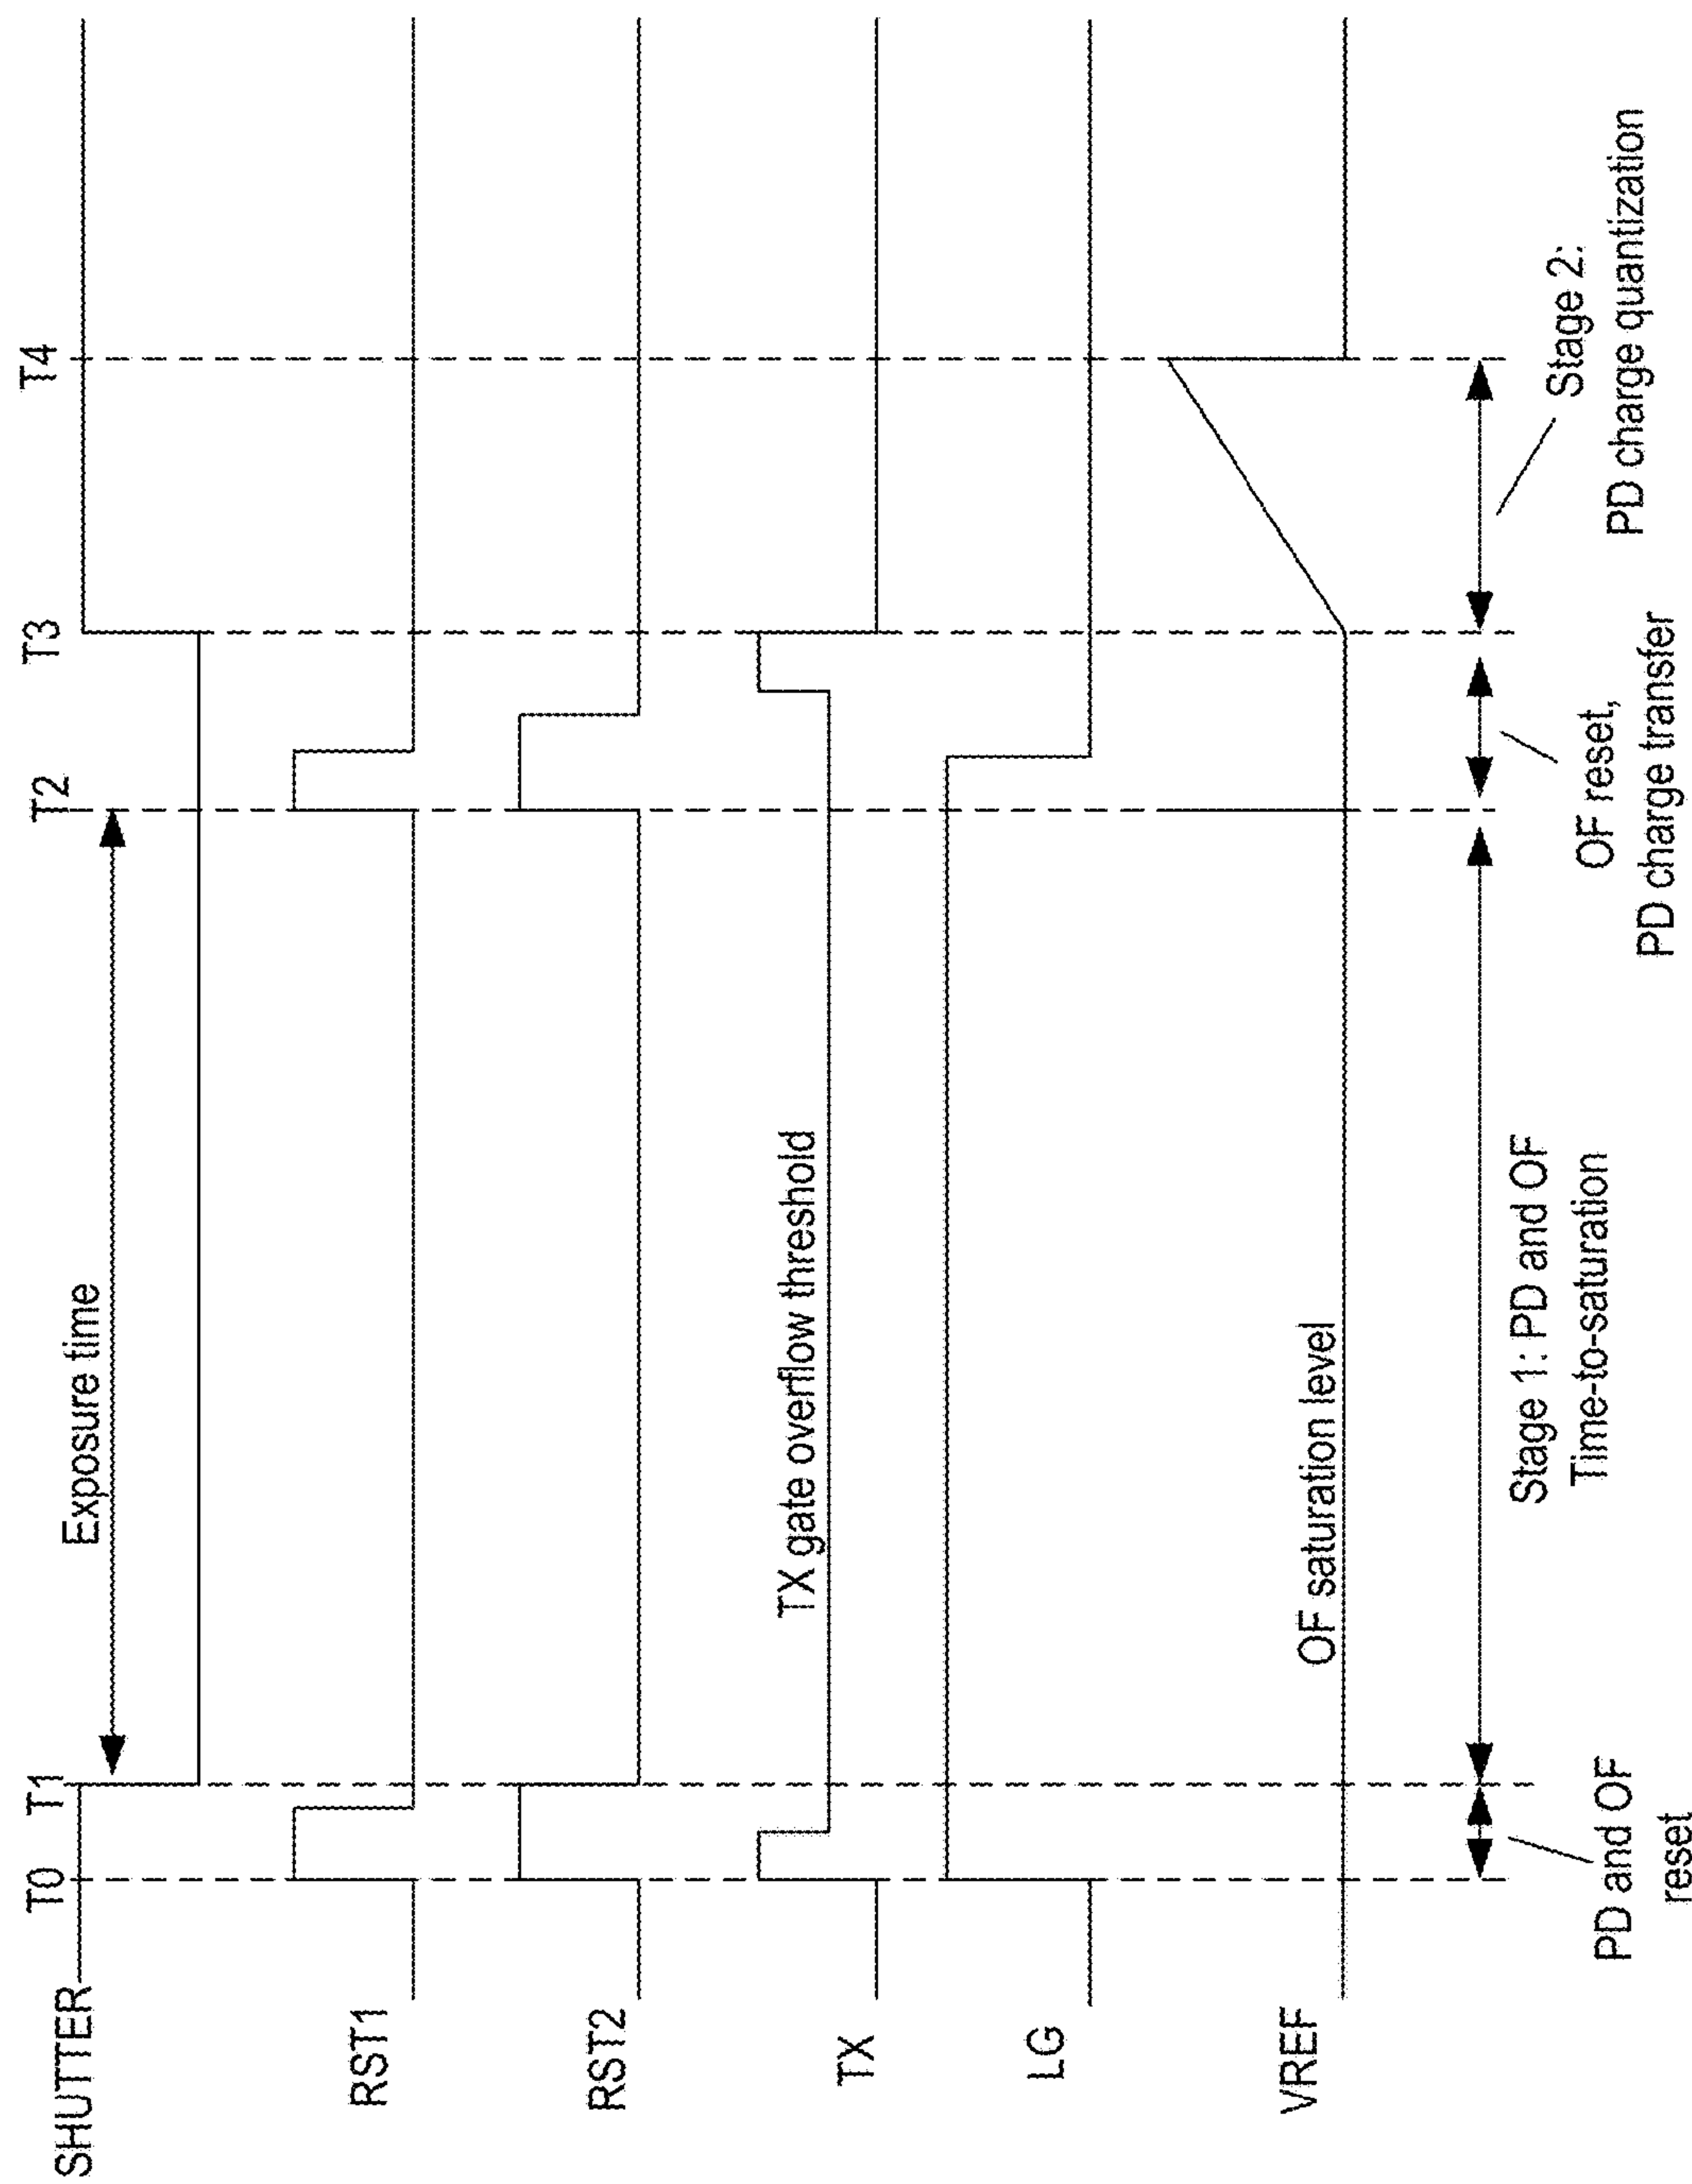 T0
T1
T2
T3
T4
SHUTTER
Exposure time
RST1
RST2
TX gate overflow threshold
TX
LG
OF saturation level
VREF
PD and OF
reset
Stage 1: PD and OF
Time-to-saturation
OF reset,
PD charge transfer
Stage 2:
PD charge quantization